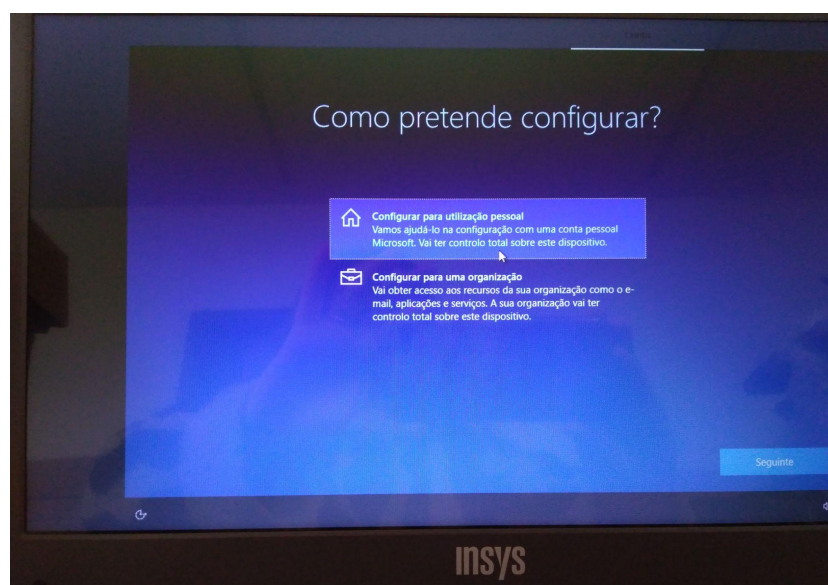 Conta
Como pretende configurar?
Configurar para utilização pessoal
Vamos ajudá-lo na configuração com uma conta pessoal
Microsoft. Vai ter controlo total sobre este dispositivo.
Configurar para uma organização
Vai obter acesso aos recursos da sua organização como o e-
mail, aplicações e serviços. A sua organização vai ter
controlo total sobre este dispositivo.
Seguinte
INSYS